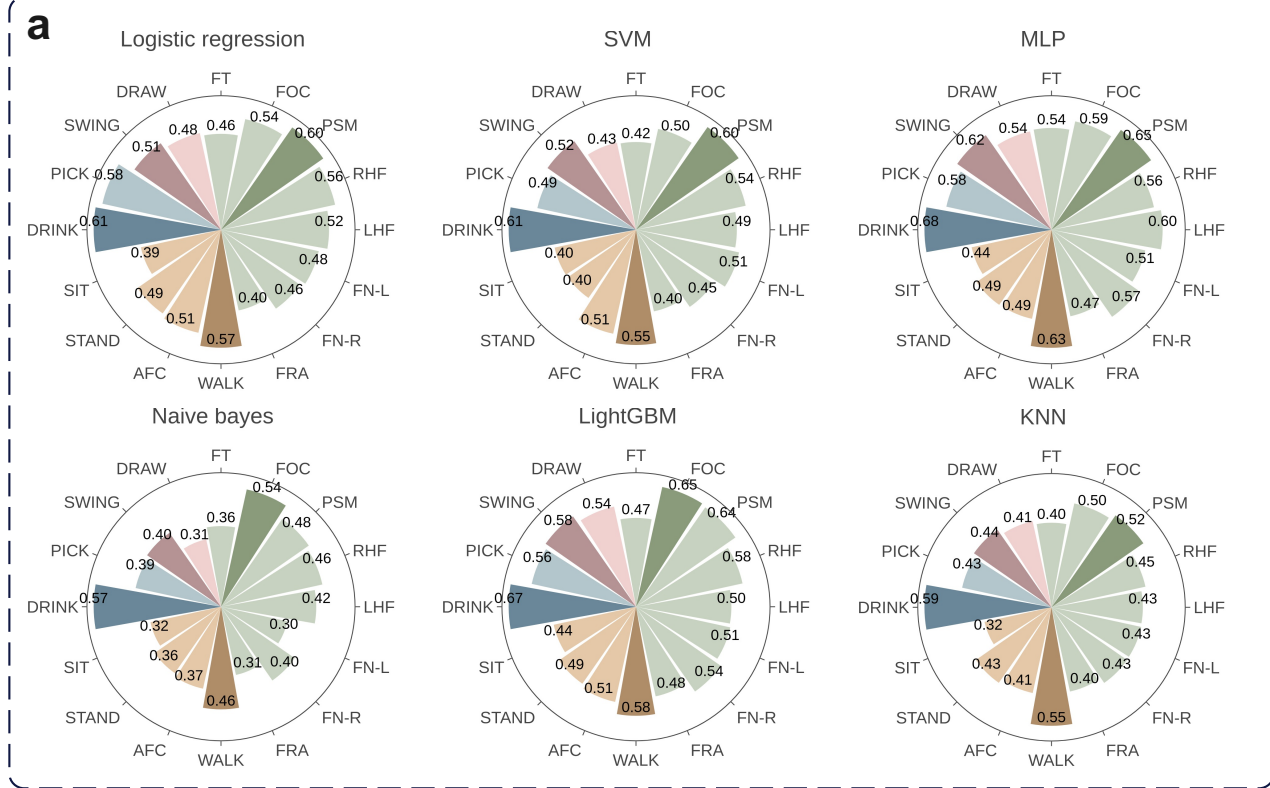 a
Logistic regression
SVM
MLP
FT
FOC
PSM
RHF
LHF
FN-L
FN-R
FRA
WALK
AFC
STAND
SIT
DRINK
PICK
SWING
DRAW
0.46
0.54
0.60
0.56
0.52
0.48
0.46
0.40
0.57
0.51
0.49
0.39
0.61
0.58
0.51
0.48
FT
FOC
PSM
RHF
LHF
FN-L
FN-R
FRA
WALK
AFC
STAND
SIT
DRINK
PICK
SWING
DRAW
0.42
0.50
0.60
0.54
0.49
0.51
0.45
0.40
0.55
0.51
0.40
0.40
0.61
0.49
0.52
0.43
FT
FOC
PSM
RHF
LHF
FN-L
FN-R
FRA
WALK
AFC
STAND
SIT
DRINK
PICK
SWING
DRAW
0.54
0.59
0.65
0.56
0.60
0.51
0.57
0.47
0.63
0.49
0.49
0.44
0.68
0.58
0.62
0.54
Naive bayes
LightGBM
KNN
FT
FOC
PSM
RHF
LHF
FN-L
FN-R
FRA
WALK
AFC
STAND
SIT
DRINK
PICK
SWING
DRAW
0.36
0.54
0.48
0.46
0.42
0.30
0.40
0.31
0.46
0.37
0.36
0.32
0.57
0.39
0.40
0.31
FT
FOC
PSM
RHF
LHF
FN-L
FN-R
FRA
WALK
AFC
STAND
SIT
DRINK
PICK
SWING
DRAW
0.47
0.65
0.64
0.58
0.50
0.51
0.54
0.48
0.58
0.51
0.49
0.44
0.67
0.56
0.58
0.54
FT
FOC
PSM
RHF
LHF
FN-L
FN-R
FRA
WALK
AFC
STAND
SIT
DRINK
PICK
SWING
DRAW
0.40
0.50
0.52
0.45
0.43
0.43
0.43
0.40
0.55
0.41
0.43
0.32
0.59
0.43
0.44
0.41